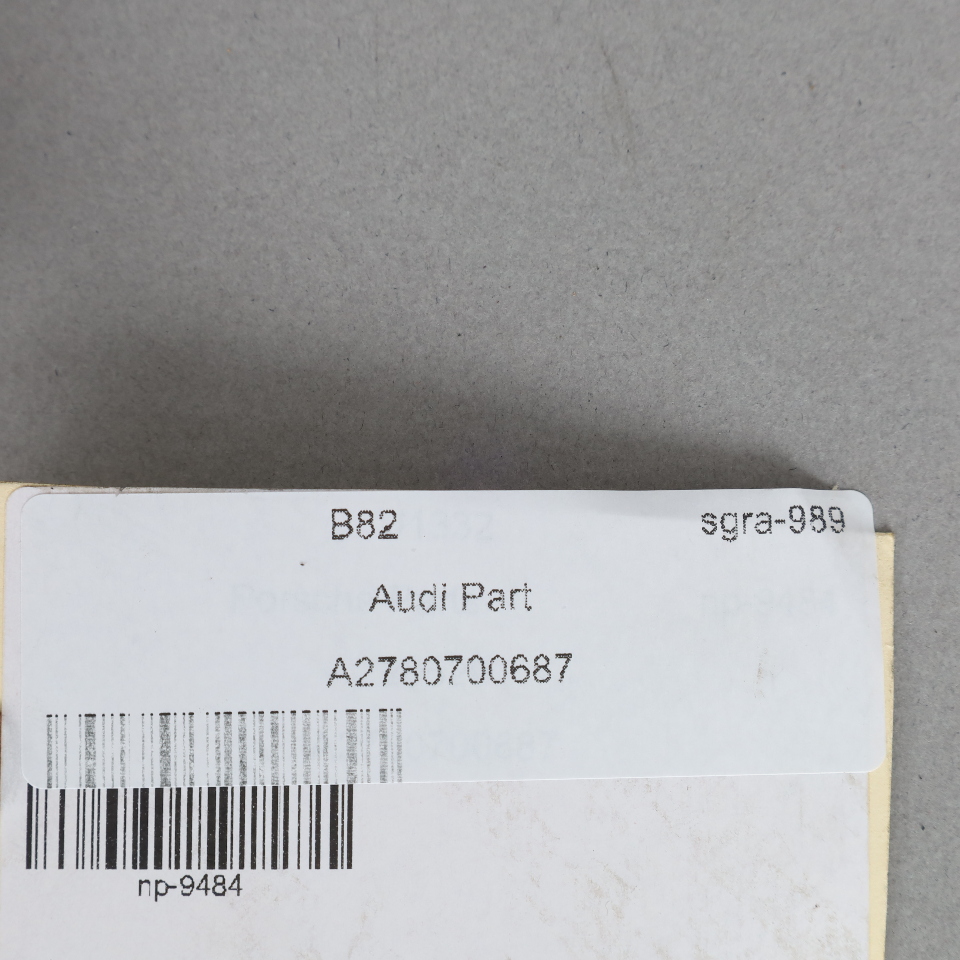 B82 sgra-989
Audi Part
A2780700687
np-9484